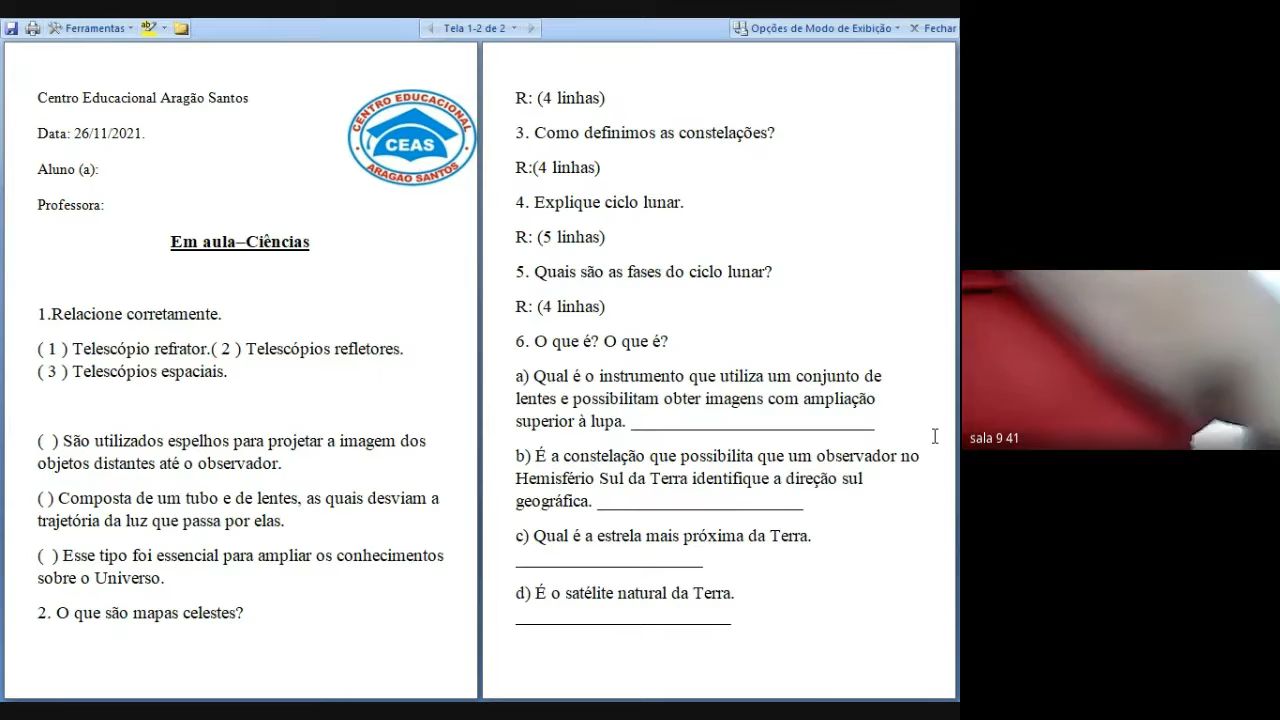 Ferramentas
Tela 1-2 de 2
Opções de Modo de Exibição
Fechar
Centro Educacional Aragão Santos
Data: 26/11/2021.
Aluno (a):
Professora:
CENTRO EDUCACIONAL
CEAS
ARAGAO SANTOS
Em aula–Ciências
1.Relacione corretamente.
( 1 ) Telescópio refrator.( 2 ) Telescópios refletores.
( 3 ) Telescópios espaciais.
( ) São utilizados espelhos para projetar a imagem dos
objetos distantes até o observador.
( ) Composta de um tubo e de lentes, as quais desviam a
trajetória da luz que passa por elas.
( ) Esse tipo foi essencial para ampliar os conhecimentos
sobre o Universo.
2. O que são mapas celestes?
R: (4 linhas)
3. Como definimos as constelações?
R:(4 linhas)
4. Explique ciclo lunar.
R: (5 linhas)
5. Quais são as fases do ciclo lunar?
R: (4 linhas)
6. O que é? O que é?
a) Qual é o instrumento que utiliza um conjunto de
lentes e possibilitam obter imagens com ampliação
superior à lupa. ___________________________
b) É a constelação que possibilita que um observador no
Hemisfério Sul da Terra identifique a direção sul
geográfica. _______________________
c) Qual é a estrela mais próxima da Terra.
_____________________
d) É o satélite natural da Terra.
________________________
sala 9 41